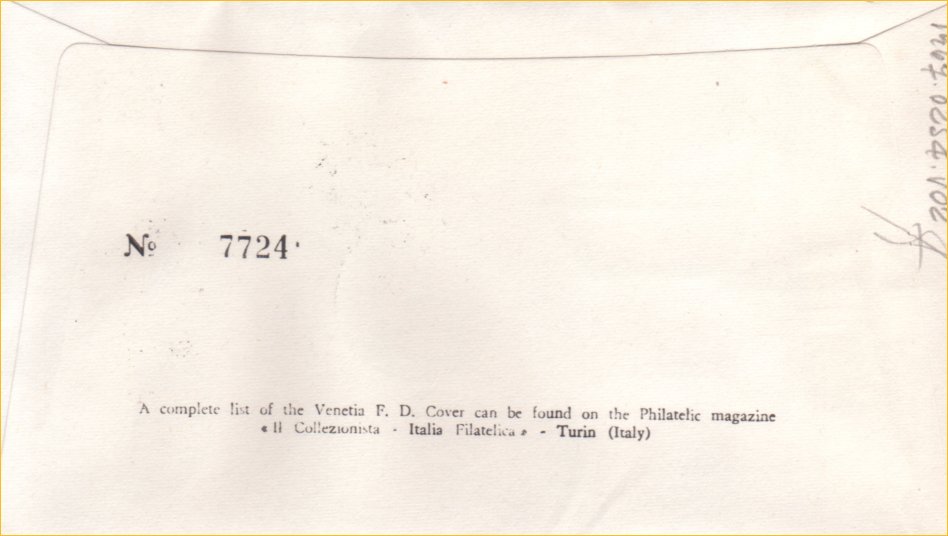 Nº 7724
A complete list of the Venetia F. D. Cover can be found on the Philatelic magazine
« Il Collezionista - Italia Filatelica » - Turin (Italy)